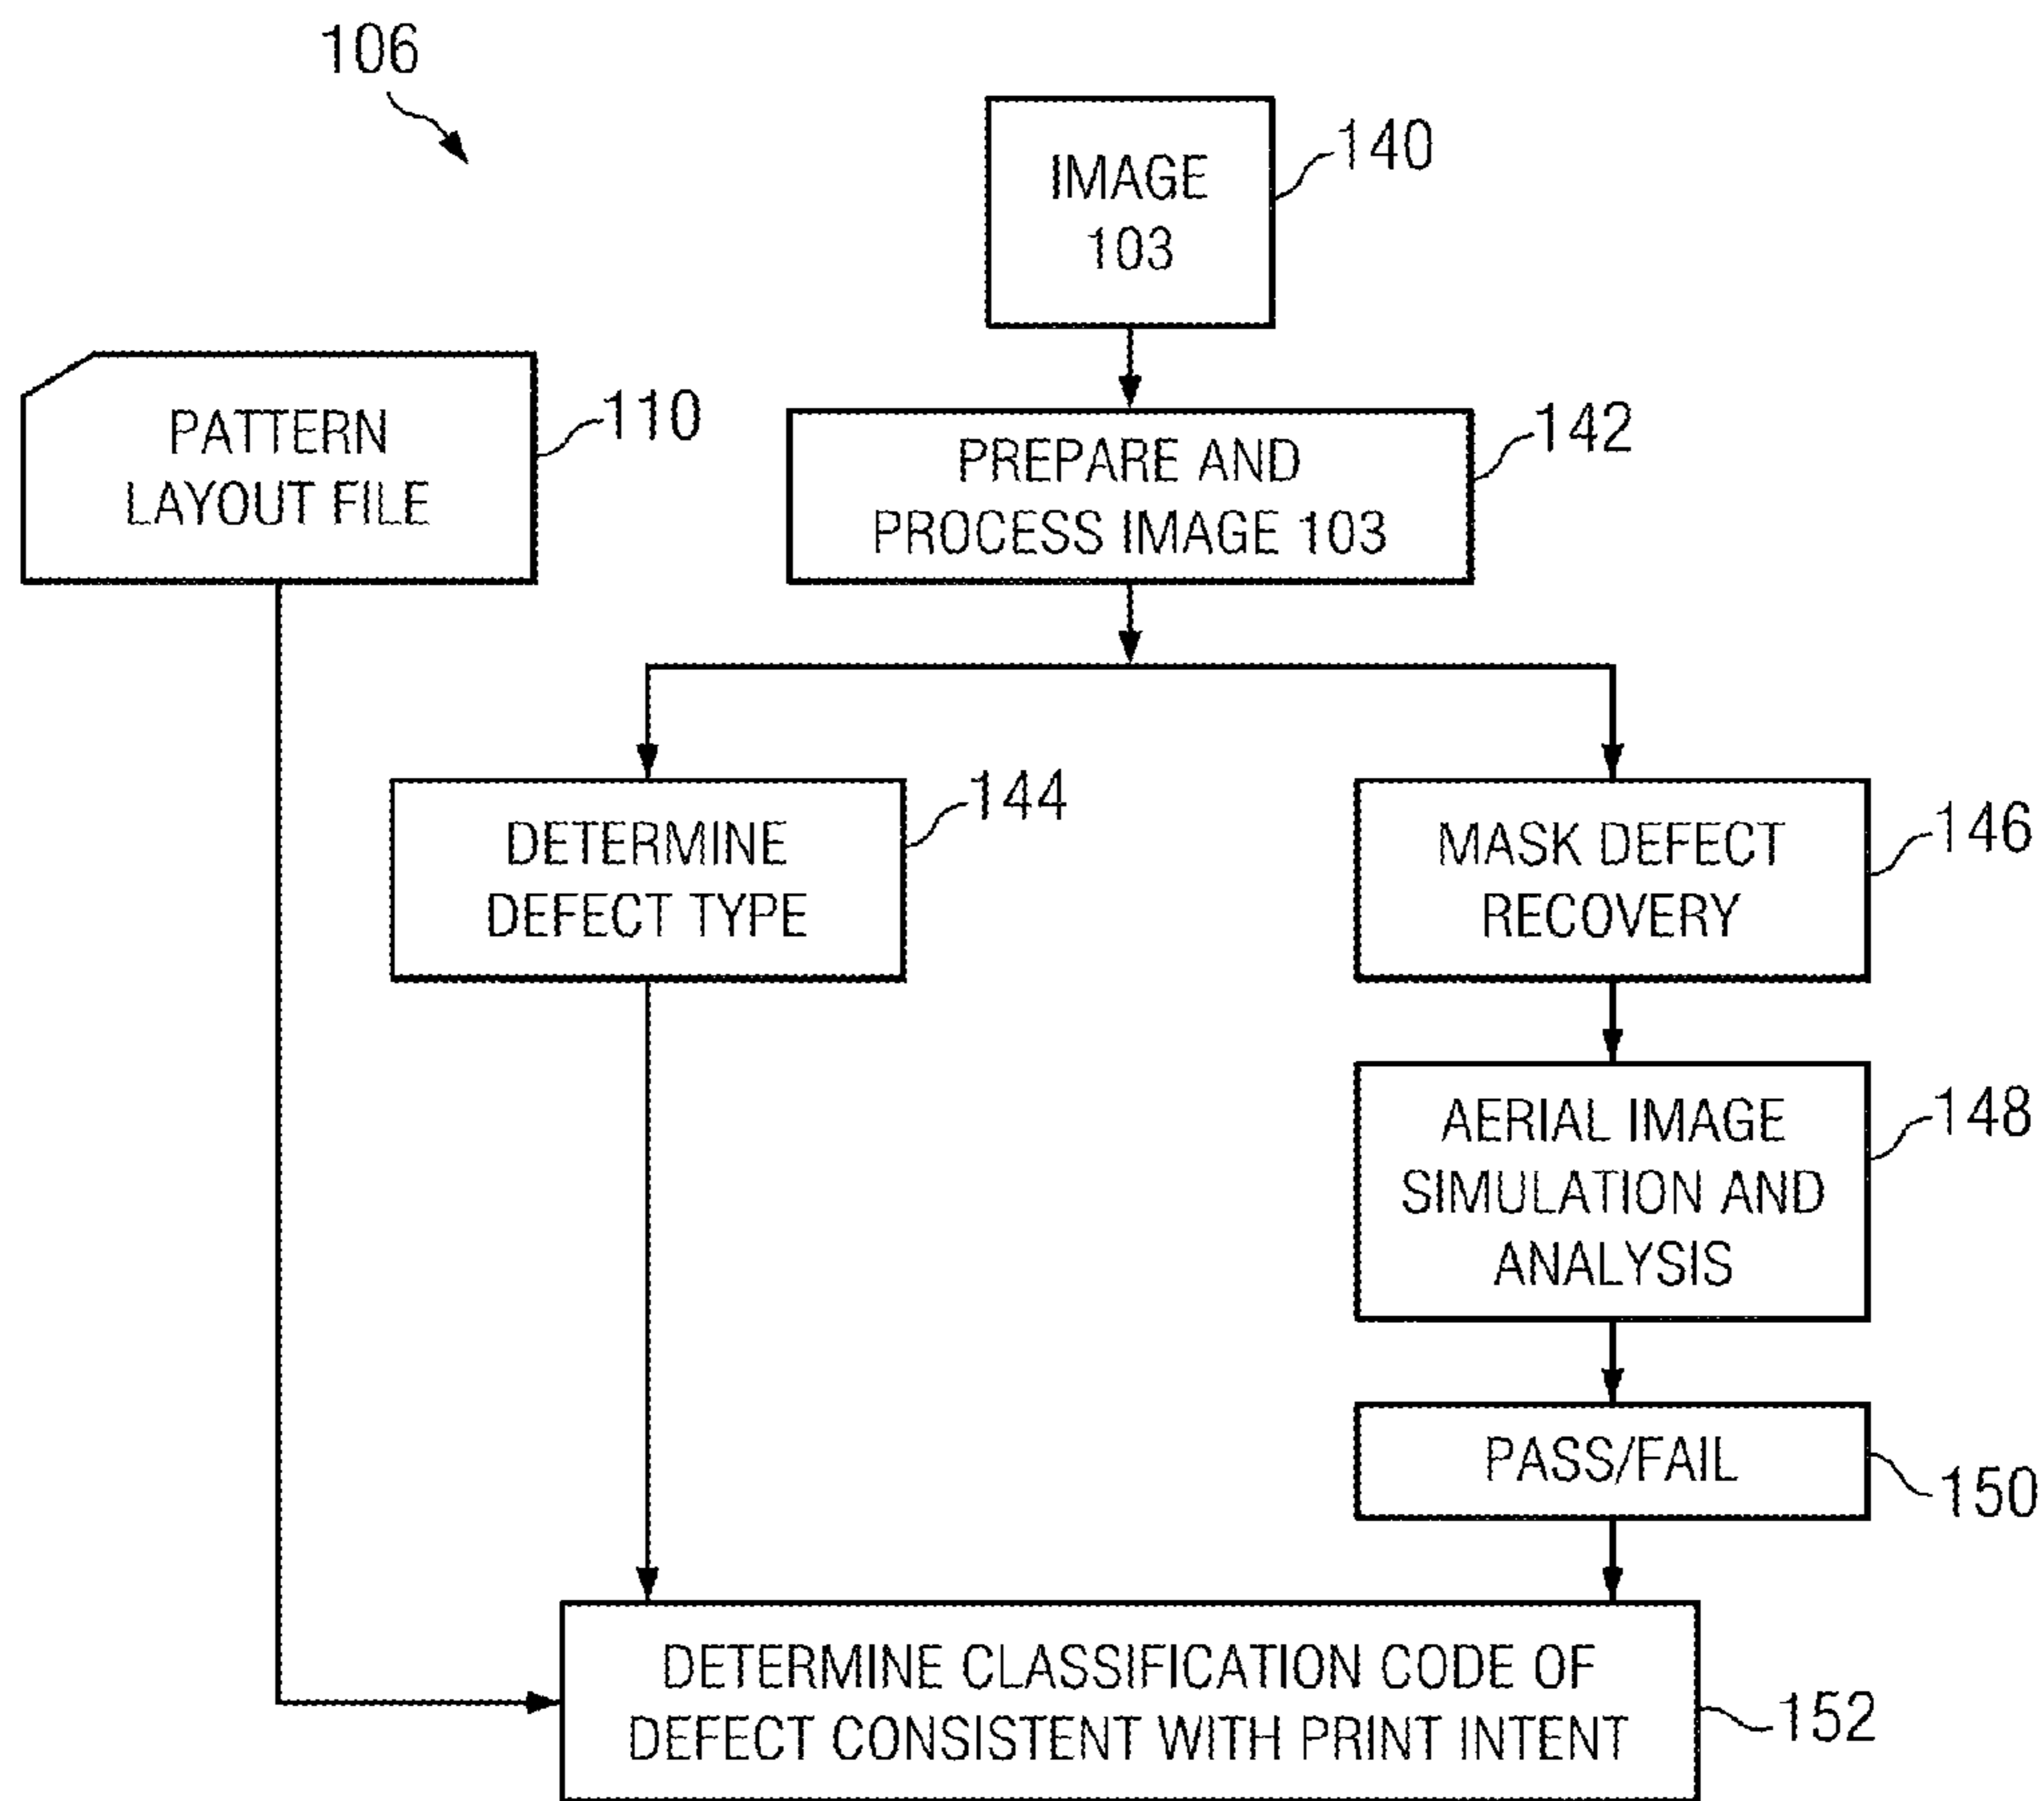 106
IMAGE
103
140
PATTERN
LAYOUT FILE
110
PREPARE AND
PROCESS IMAGE 103
142
DETERMINE
DEFECT TYPE
144
MASK DEFECT
RECOVERY
146
AERIAL IMAGE
SIMULATION AND
ANALYSIS
148
PASS/FAIL
150
DETERMINE CLASSIFICATION CODE OF
DEFECT CONSISTENT WITH PRINT INTENT
152